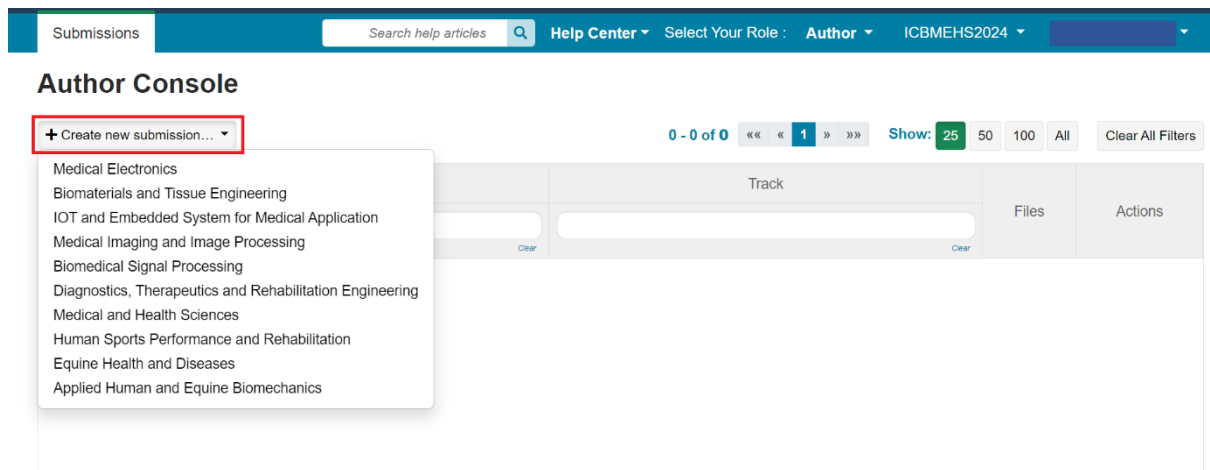 Submissions
Search help articles
Help Center
Select Your Role :
Author
ICBMEHS2024
Author Console
+ Create new submission...
0 - 0 of 0
«« « 1 » »»
Show: 25 50 100 All
Clear All Filters
Medical Electronics
Biomaterials and Tissue Engineering
IOT and Embedded System for Medical Application
Medical Imaging and Image Processing
Biomedical Signal Processing
Diagnostics, Therapeutics and Rehabilitation Engineering
Medical and Health Sciences
Human Sports Performance and Rehabilitation
Equine Health and Diseases
Applied Human and Equine Biomechanics
Clear
Track
Clear
Files
Actions